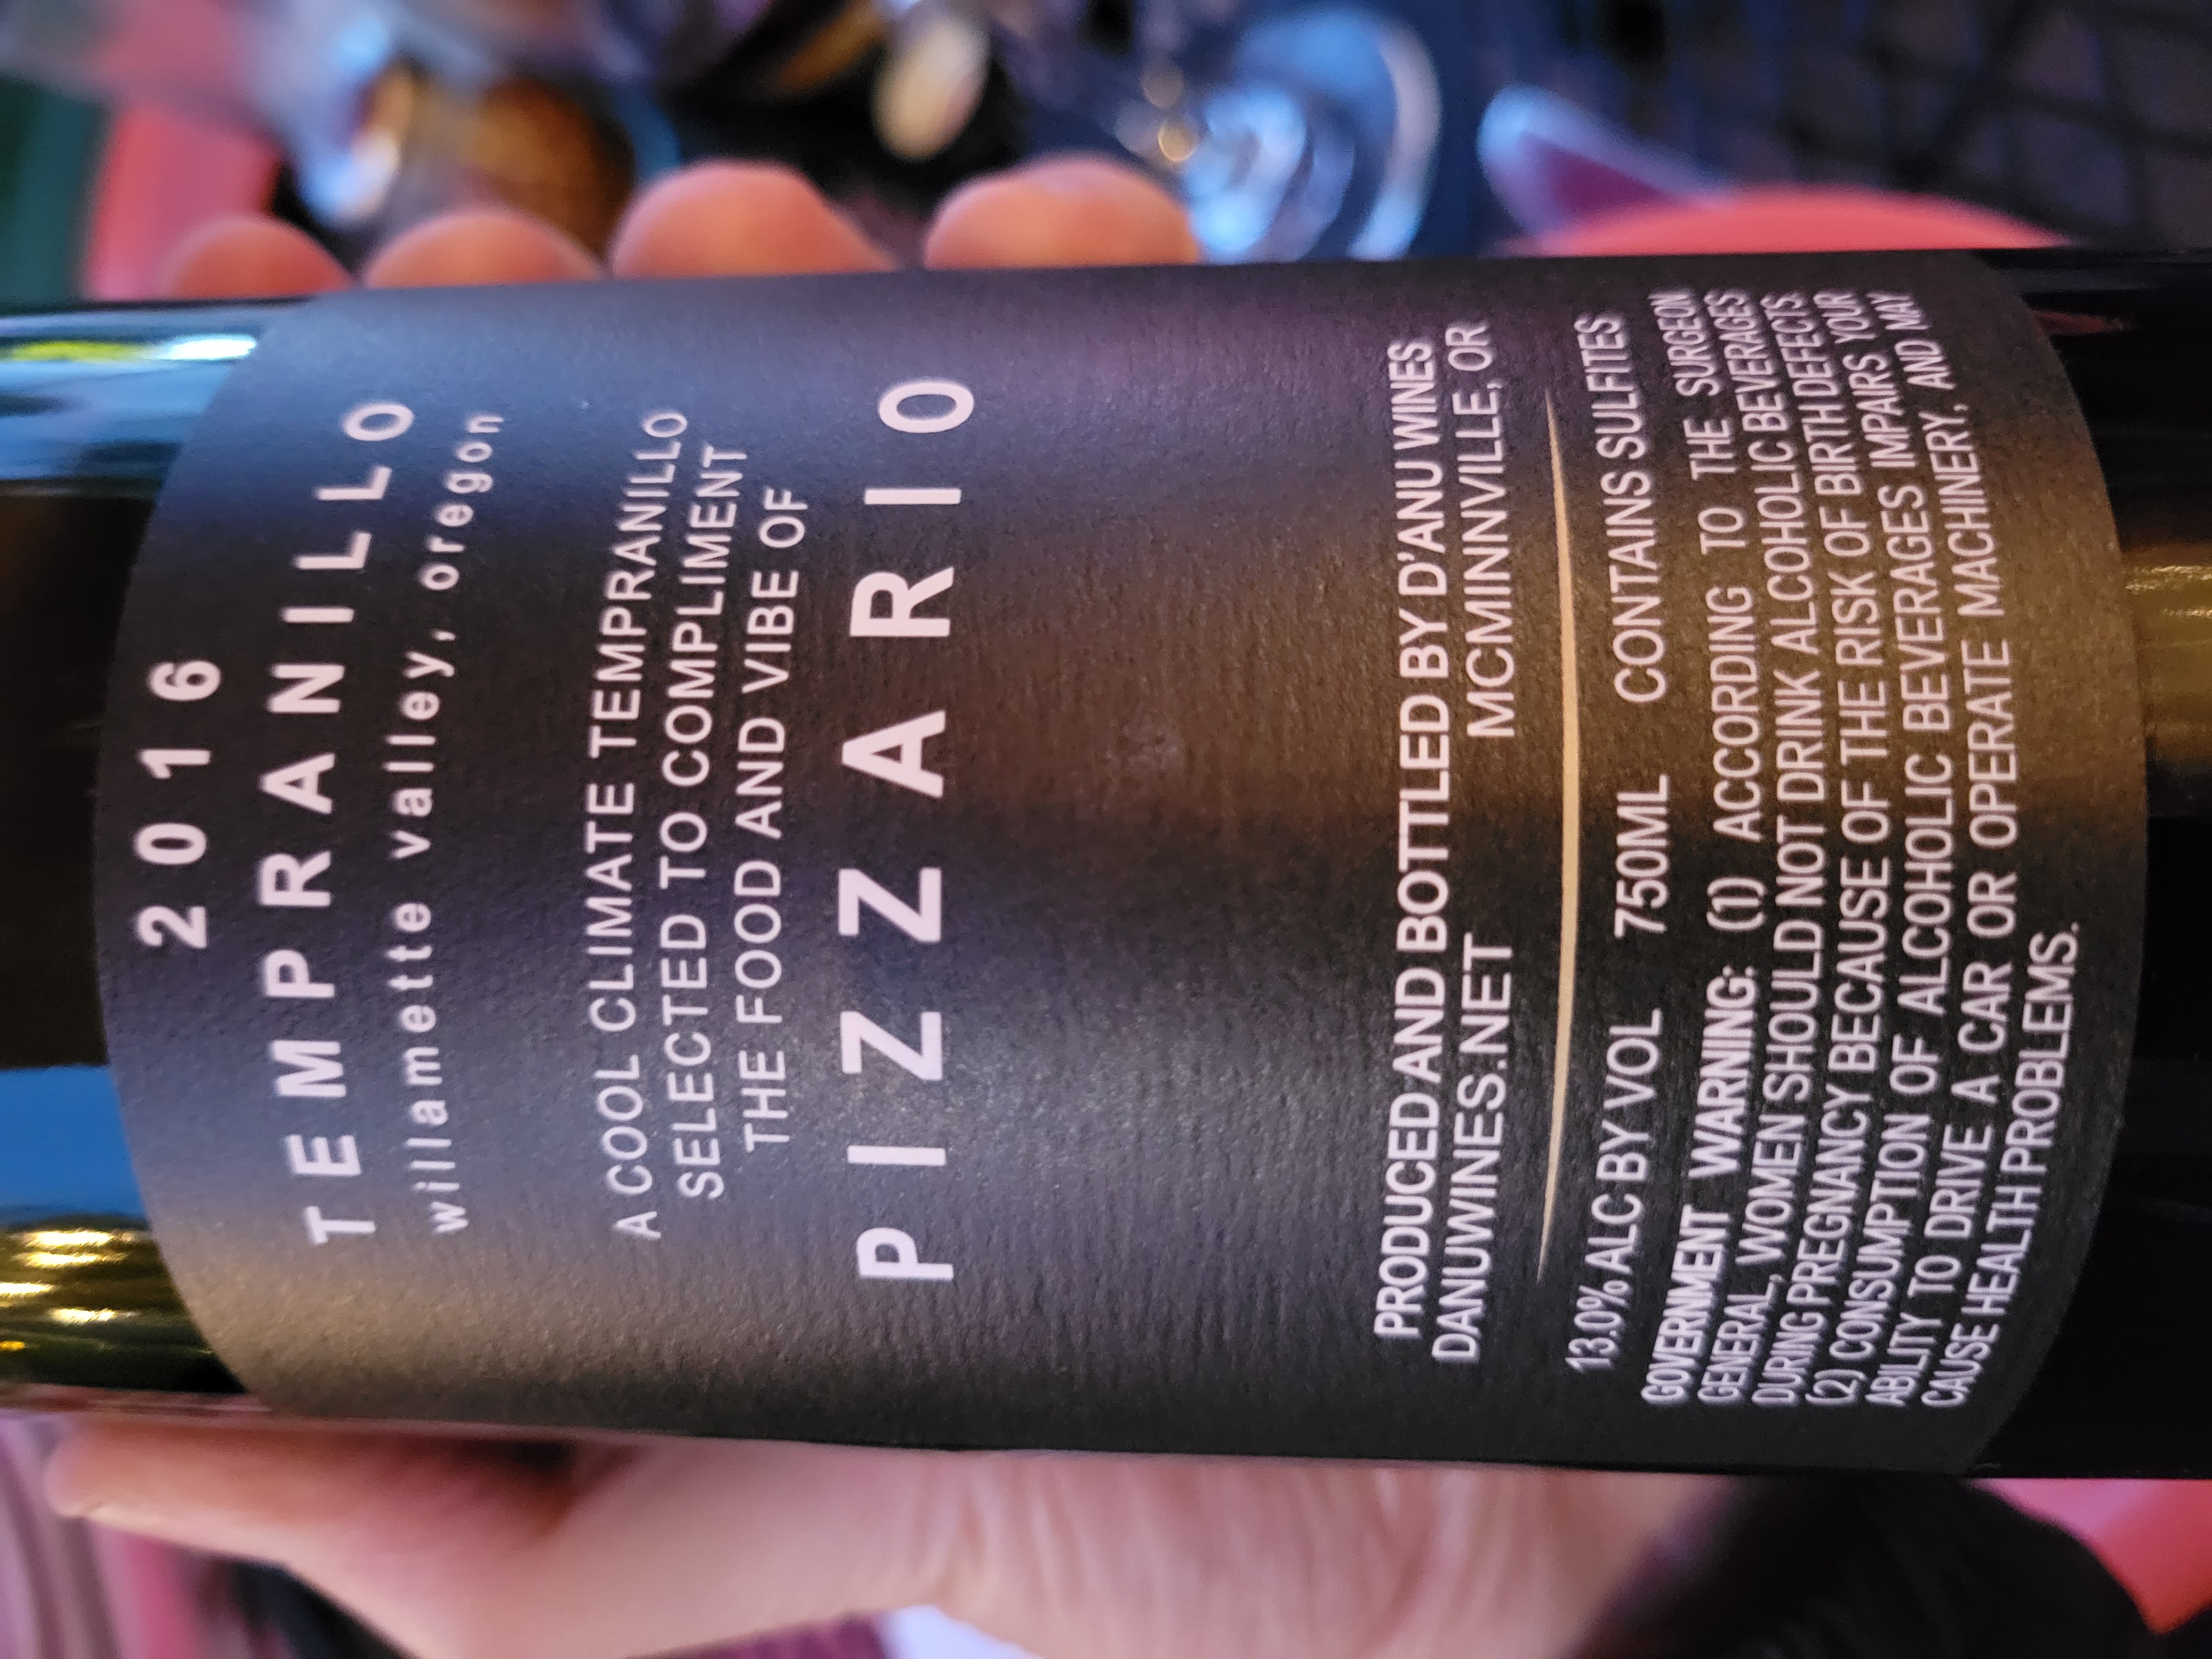 2016
TEMPRANILLO
willamette valley, oregon
A COOL CLIMATE TEMPRANILLO
SELECTED TO COMPLIMENT
THE FOOD AND VIBE OF
PIZZARIO
PRODUCED AND BOTTLED BY D'ANU WINES
DANUWINES.NET MCMINNVILLE, OR
13.0% ALC BY VOL 750ML CONTAINS SULFITES
GOVERNMENT WARNING: (1) ACCORDING TO THE SURGEON
GENERAL, WOMEN SHOULD NOT DRINK ALCOHOLIC BEVERAGES
DURING PREGNANCY BECAUSE OF THE RISK OF BIRTH DEFECTS.
(2) CONSUMPTION OF ALCOHOLIC BEVERAGES IMPAIRS YOUR
ABILITY TO DRIVE A CAR OR OPERATE MACHINERY, AND MAY
CAUSE HEALTH PROBLEMS.